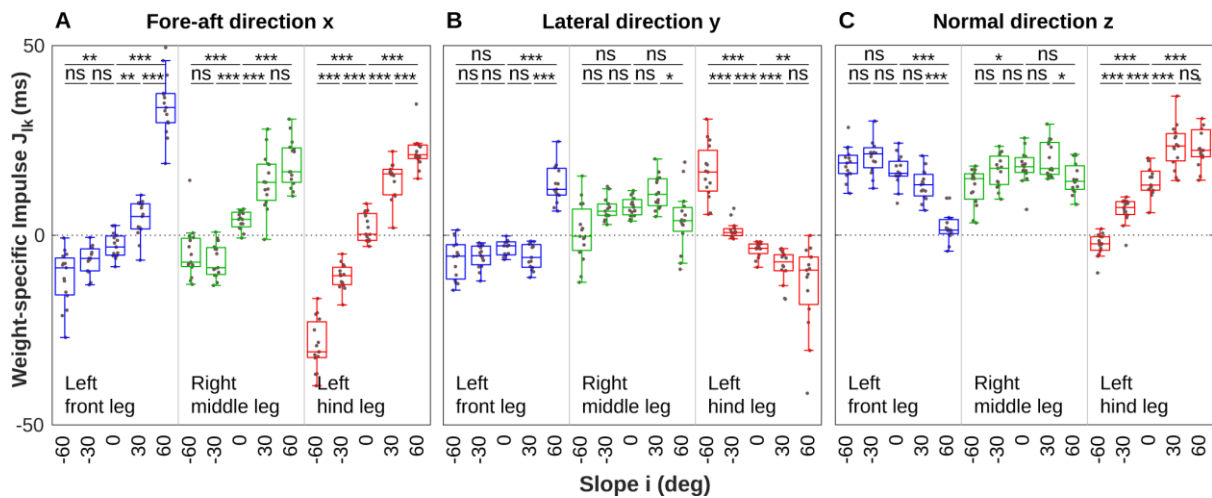 A Fore-aft direction x B Lateral direction y C Normal direction z
50
** *** *** *** *** *** ns *** ns ns *** ** ns *** * ns *** ***
ns ns ** *** ns *** *** ns *** *** *** *** ns ns ns *** ns ns ns * *** *** *** ns ns ns ns *** ns ns ns * *** *** *** ns
Weight-specific Impulse J_lk (ms)
0
Left Right Left Left Right Left Left Right Left
front leg middle leg hind leg front leg middle leg hind leg front leg middle leg hind leg
-50
-60 -30 0 30 60 -60 -30 0 30 60 -60 -30 0 30 60 -60 -30 0 30 60 -60 -30 0 30 60 -60 -30 0 30 60 -60 -30 0 30 60 -60 -30 0 30 60 -60 -30 0 30 60
Slope i (deg)